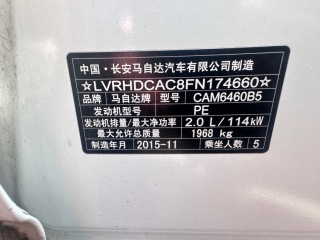 中国·长安马自达汽车有限公司制造
☆LVRHDCAC8FN174660☆
品牌 马自达牌 型号 CAM6460B5
发动机型号 PE
发动机排量/最大净功率 2.0 L/114kW
最大允许总质量 1968 kg
制造年月 2015-11 乘坐人数 5